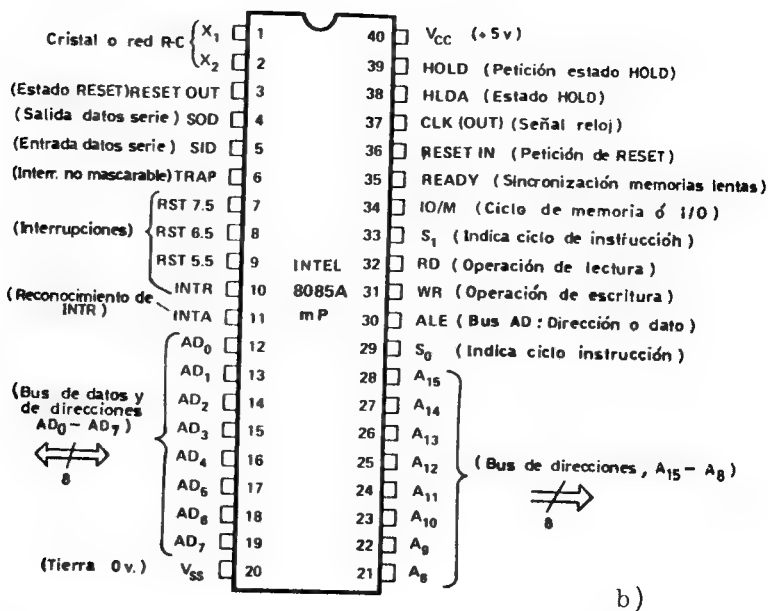 Cristal o red R-C
X₁ 1
X₂ 2
(Estado RESET)RESET OUT 3
(Salida datos serie) SOD 4
(Entrada datos serie) SID 5
(Interr. no mascarable)TRAP 6
(Interrupciones)
RST 7.5 7
RST 6.5 8
RST 5.5 9
INTR 10
(Reconocimiento de
INTR)
INTA 11
(Bus de datos y
de direcciones
AD₀ – AD₇)
8
AD₀ 12
AD₁ 13
AD₂ 14
AD₃ 15
AD₄ 16
AD₅ 17
AD₆ 18
AD₇ 19
(Tierra 0v.) VSS 20
INTEL
8085A
mP
40 VCC (+5v)
39 HOLD (Petición estado HOLD)
38 HLDA (Estado HOLD)
37 CLK (OUT) (Señal reloj)
36 RESET IN (Petición de RESET)
35 READY (Sincronización memorias lentas)
34 IO/M (Ciclo de memoria ó I/O)
33 S₁ (Indica ciclo de instrucción)
32 RD (Operación de lectura)
31 WR (Operación de escritura)
30 ALE (Bus AD : Dirección o dato)
29 S₀ (Indica ciclo instrucción)
28 A₁₅
27 A₁₄
26 A₁₃
25 A₁₂
24 A₁₁
23 A₁₀
22 A₉
21 A₈
(Bus de direcciones, A₁₅ – A₈)
8
b)